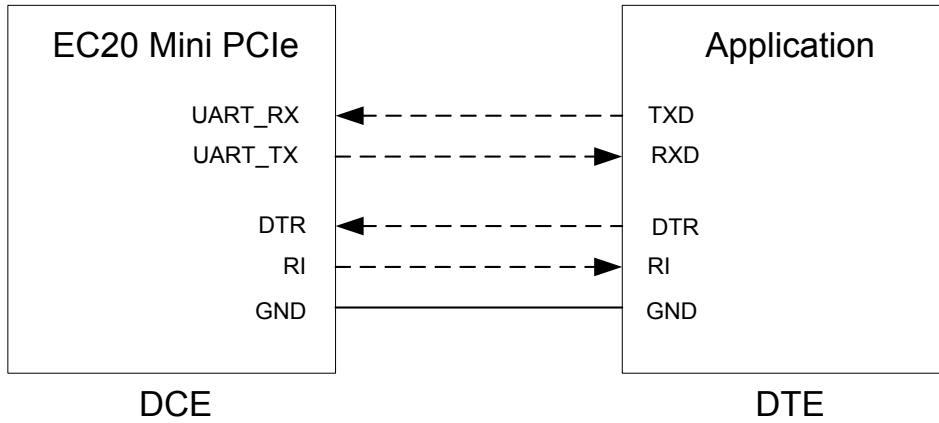 EC20 Mini PCIe Application
UART_RX TXD
UART_TX RXD
DTR DTR
RI RI
GND GND
DCE DTE